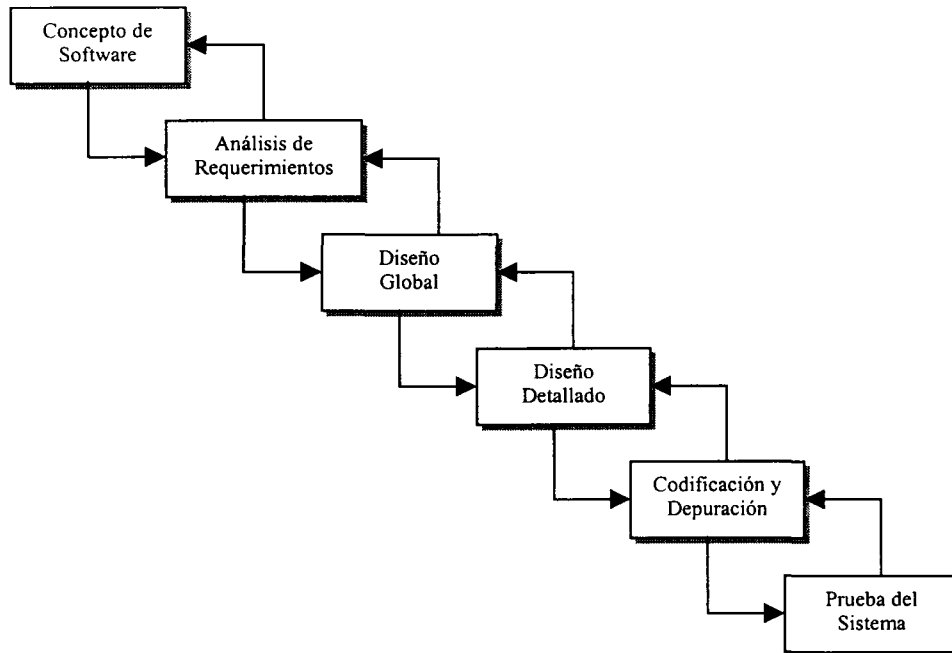 Concepto de
Software
Análisis de
Requerimientos
Diseño
Global
Diseño
Detallado
Codificación y
Depuración
Prueba del
Sistema